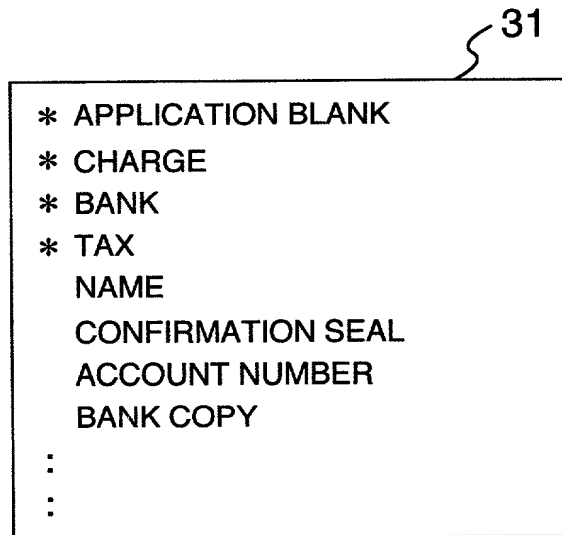 31
* APPLICATION BLANK
* CHARGE
* BANK
* TAX
NAME
CONFIRMATION SEAL
ACCOUNT NUMBER
BANK COPY
:
: